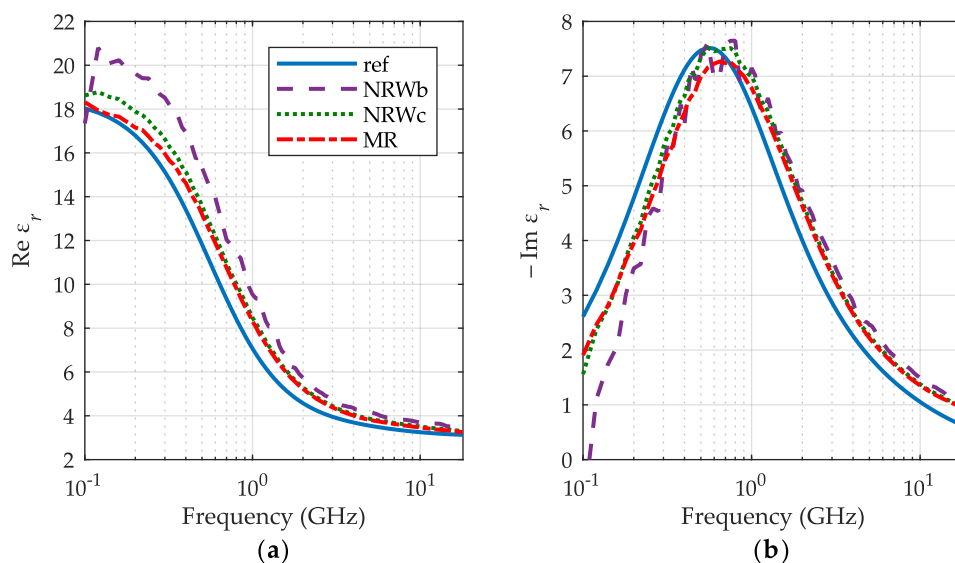 22
20
18
16
14
12
10
8
6
4
2
Re ε_r
ref
NRWb
NRWc
MR
10^-1
10^0
10^1
Frequency (GHz)
(a)
8
7
6
5
4
3
2
1
0
− Im ε_r
10^-1
10^0
10^1
Frequency (GHz)
(b)